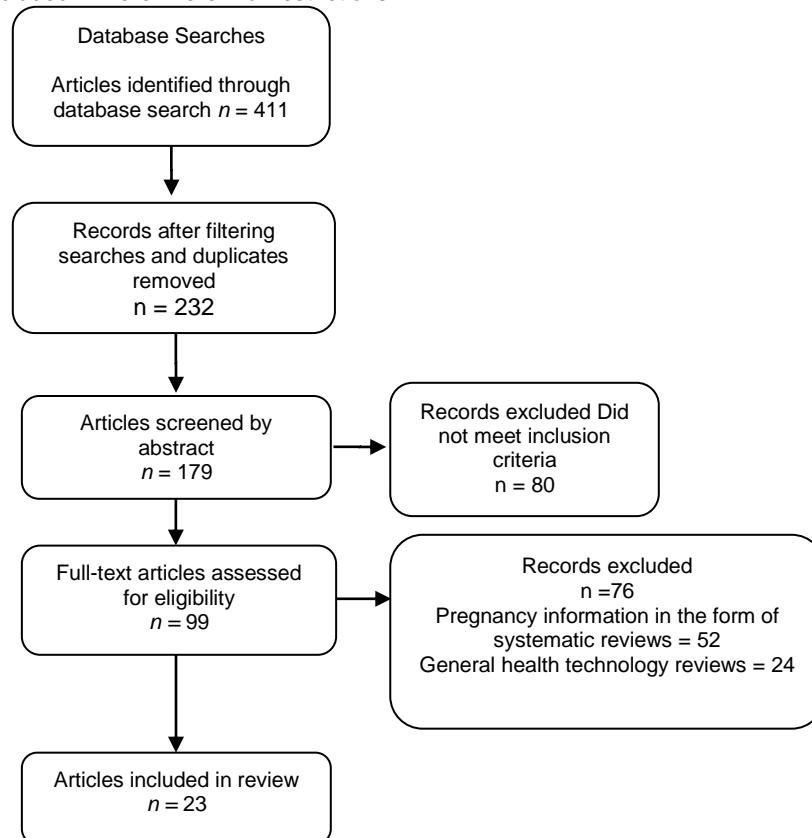 Database Searches
Articles identified through
database search n = 411
Records after filtering
searches and duplicates
removed
n = 232
Articles screened by
abstract
n = 179
Records excluded Did
not meet inclusion
criteria
n = 80
Full-text articles assessed
for eligibility
n = 99
Records excluded
n =76
Pregnancy information in the form of
systematic reviews = 52
General health technology reviews = 24
Articles included in review
n = 23